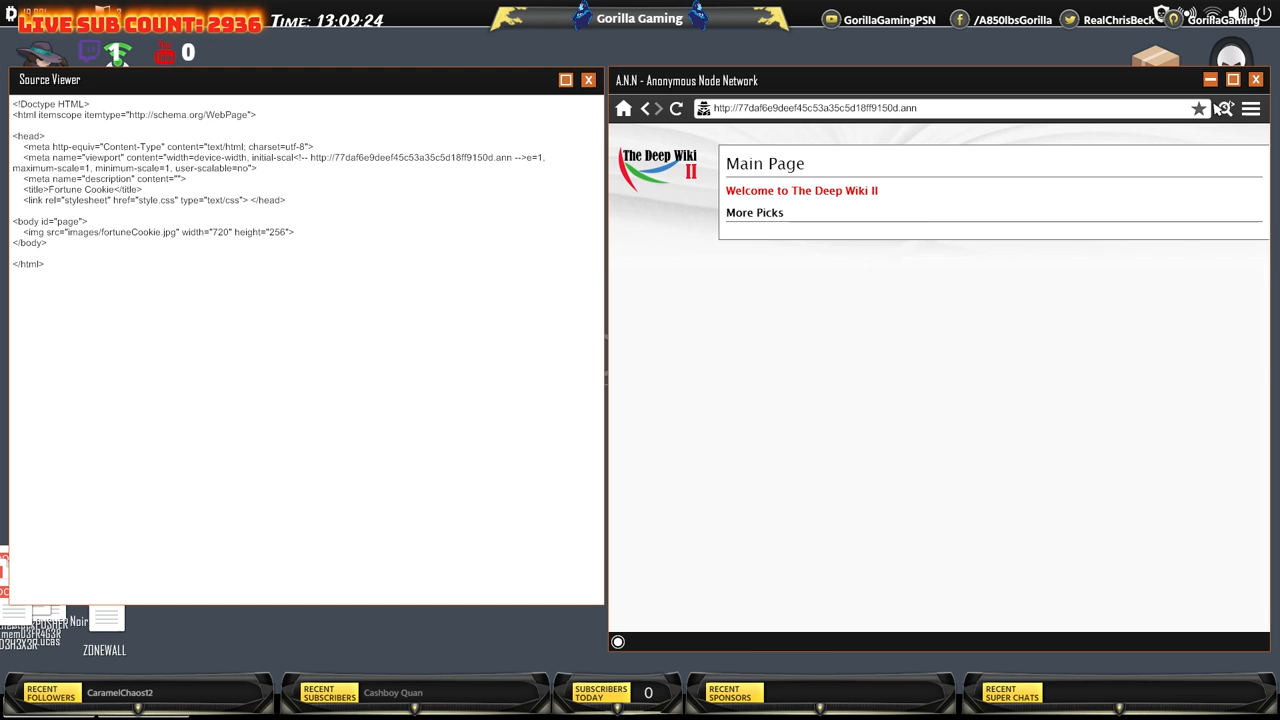 LIVE SUB COUNT: 2936
TIME: 13:09:24
Gorilla Gaming
GorillaGamingPSN
/A850lbsGorilla
RealChrisBeck
GorillaGaming
1
0
Source Viewer
<!Doctype HTML>
<html itemscope itemtype="http://schema.org/WebPage">
<head>
<meta http-equiv="Content-Type" content="text/html; charset=utf-8">
<meta name="viewport" content="width=device-width, initial-scal<!-- http://77daf6e9deef45c53a35c5d18ff9150d.ann -->e=1,
maximum-scale=1, minimum-scale=1, user-scalable=no">
<meta name="description" content="">
<title>Fortune Cookie</title>
<link rel="stylesheet" href="style.css" type="text/css"> </head>
<body id="page">
<img src="images/fortuneCookie.jpg" width="720" height="256">
</body>
</html>
A.N.N - Anonymous Node Network
http://77daf6e9deef45c53a35c5d18ff9150d.ann
The Deep Wiki
II
Main Page
Welcome to The Deep Wiki II
More Picks
Noir
Lucas
ZONEWALL
RECENT FOLLOWERS
CaramelChaos12
RECENT SUBSCRIBERS
Cashboy Quan
SUBSCRIBERS TODAY
0
RECENT SPONSORS
RECENT SUPER CHATS